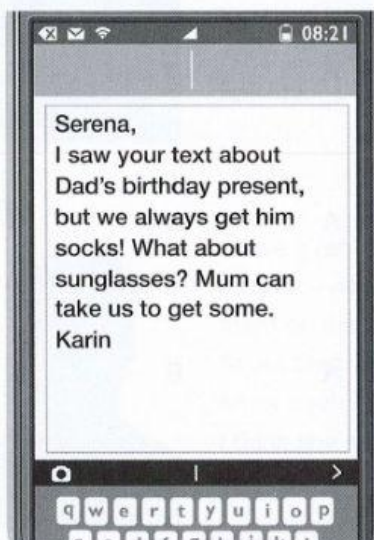 08:21
Serena,
I saw your text about
Dad's birthday present,
but we always get him
socks! What about
sunglasses? Mum can
take us to get some.
Karin
q w e r t y u i o p